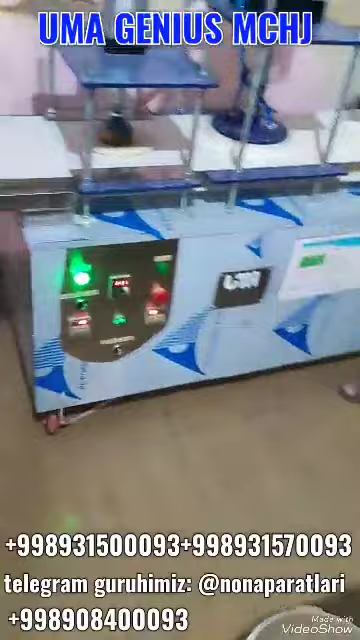 UMA GENIUS MCHJ
+998931500093+998931570093
telegram guruhimiz: @nonaparatlari
+998908400093
Made with
VideoShow